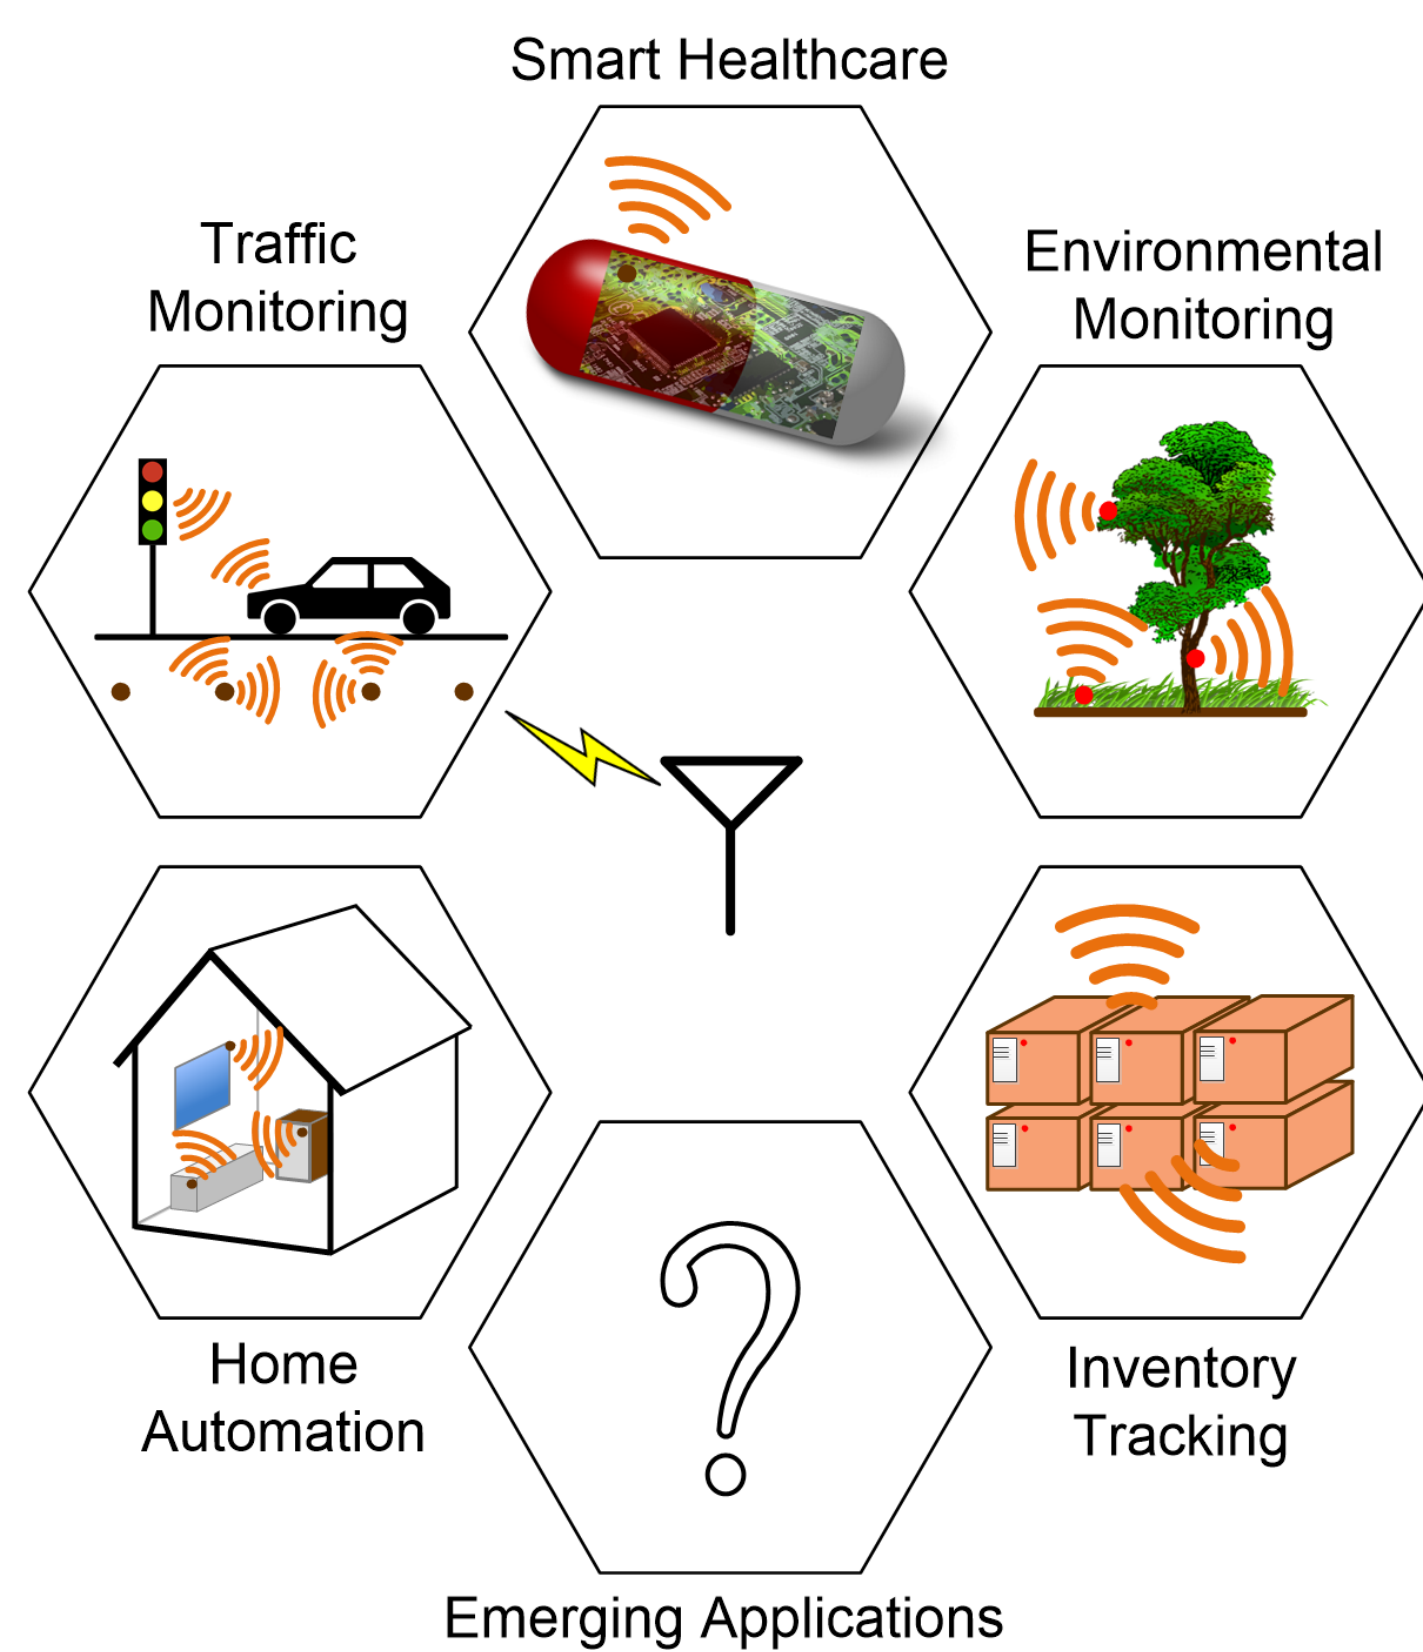 Smart Healthcare
Traffic
Monitoring
Environmental
Monitoring
Home
Automation
Inventory
Tracking
Emerging Applications